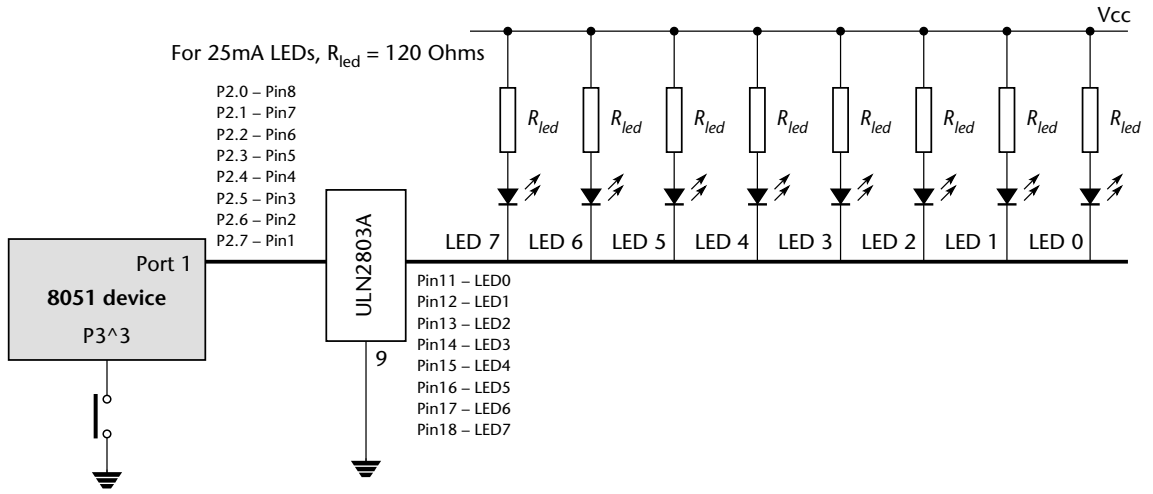 Vcc
For 25mA LEDs, Rled = 120 Ohms
P2.0 – Pin8
P2.1 – Pin7
P2.2 – Pin6
P2.3 – Pin5
P2.4 – Pin4
P2.5 – Pin3
P2.6 – Pin2
P2.7 – Pin1
Rled Rled Rled Rled Rled Rled Rled Rled
LED 7 LED 6 LED 5 LED 4 LED 3 LED 2 LED 1 LED 0
Port 1
8051 device
P3^3
ULN2803A
9
Pin11 – LED0
Pin12 – LED1
Pin13 – LED2
Pin14 – LED3
Pin15 – LED4
Pin16 – LED5
Pin17 – LED6
Pin18 – LED7